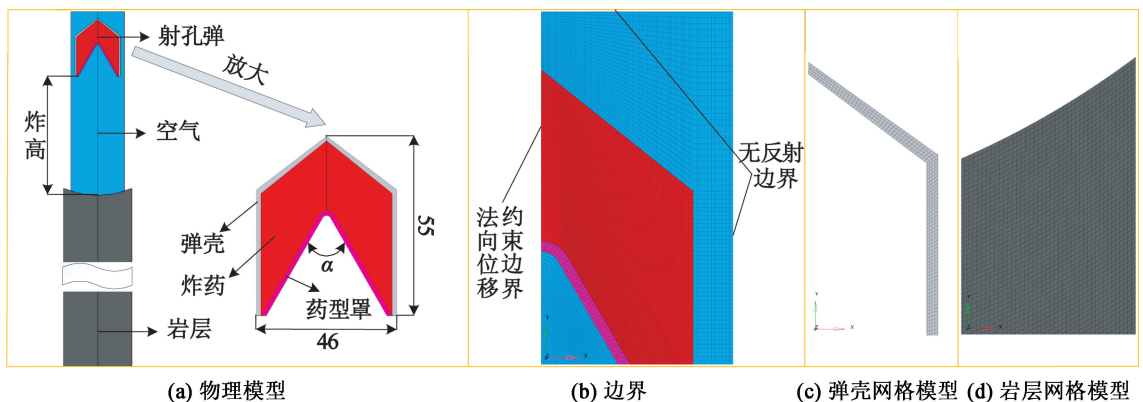 射孔弹
放大
炸高
空气
弹壳
炸药
药型罩
岩层
α
55
46
法向位移
约束边界
无反射
边界
Y
Z
X
Y
Z
X
Y
Z
X
(a) 物理模型
(b) 边界
(c) 弹壳网格模型
(d) 岩层网格模型